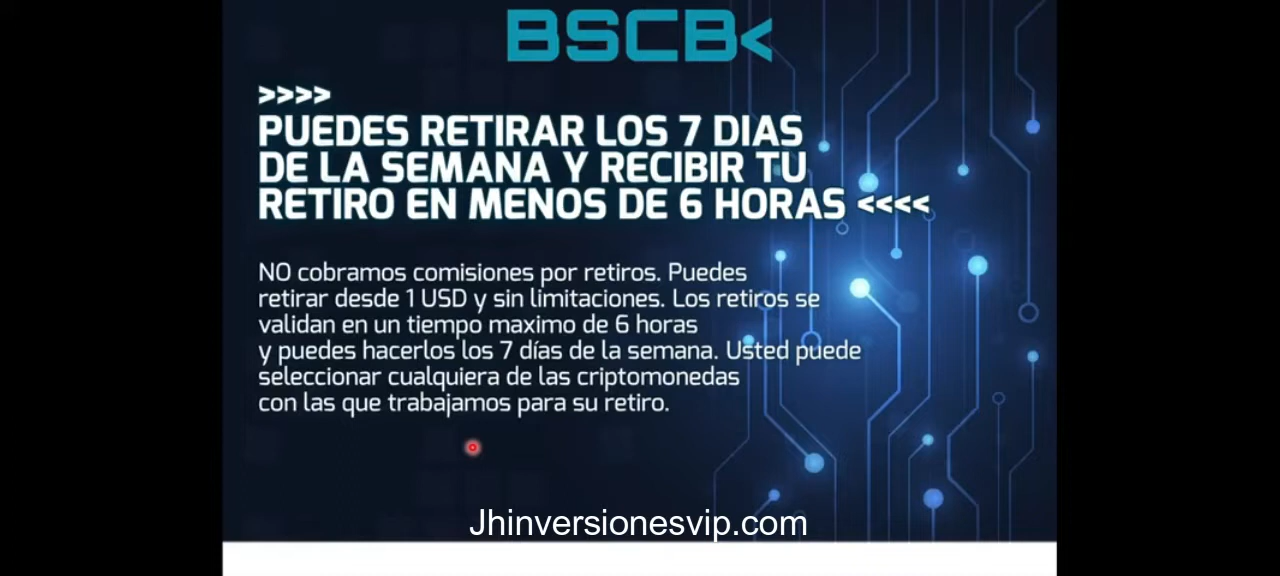 BSCB<
>>>>
PUEDES RETIRAR LOS 7 DIAS
DE LA SEMANA Y RECIBIR TU
RETIRO EN MENOS DE 6 HORAS <<<<
NO cobramos comisiones por retiros. Puedes
retirar desde 1 USD y sin limitaciones. Los retiros se
validan en un tiempo maximo de 6 horas
y puedes hacerlos los 7 días de la semana. Usted puede
seleccionar cualquiera de las criptomonedas
con las que trabajamos para su retiro.
Jhinversionesvip.com